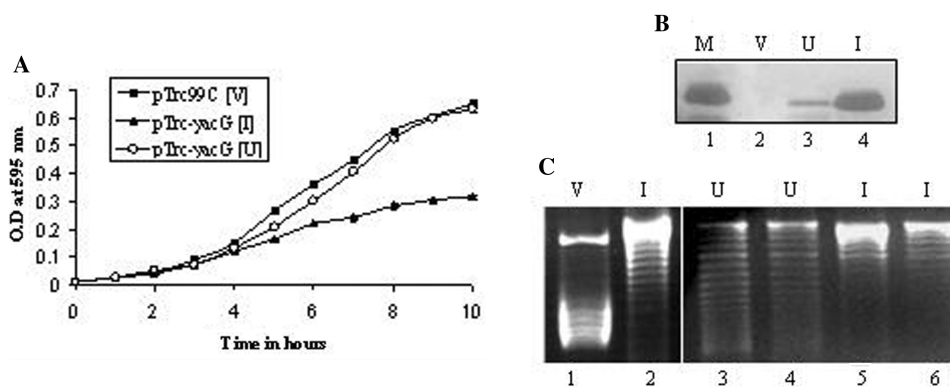 A
0.7
0.6
0.5
0.4
0.3
0.2
0.1
0
O.D at 595 nm
pTrc99C [V]
pTrc-yacG [I]
pTrc-yacG [U]
0 2 4 6 8 10
Time in hours
B
M V U I
1 2 3 4
C
V I U U I I
1 2 3 4 5 6